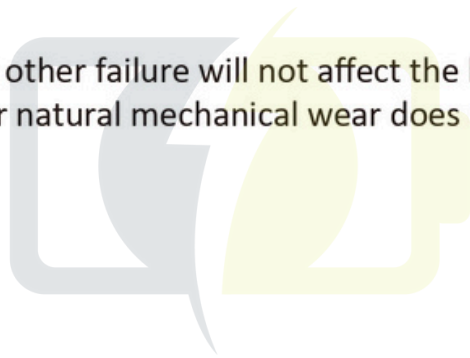 other failure will not affect the
natural mechanical wear does